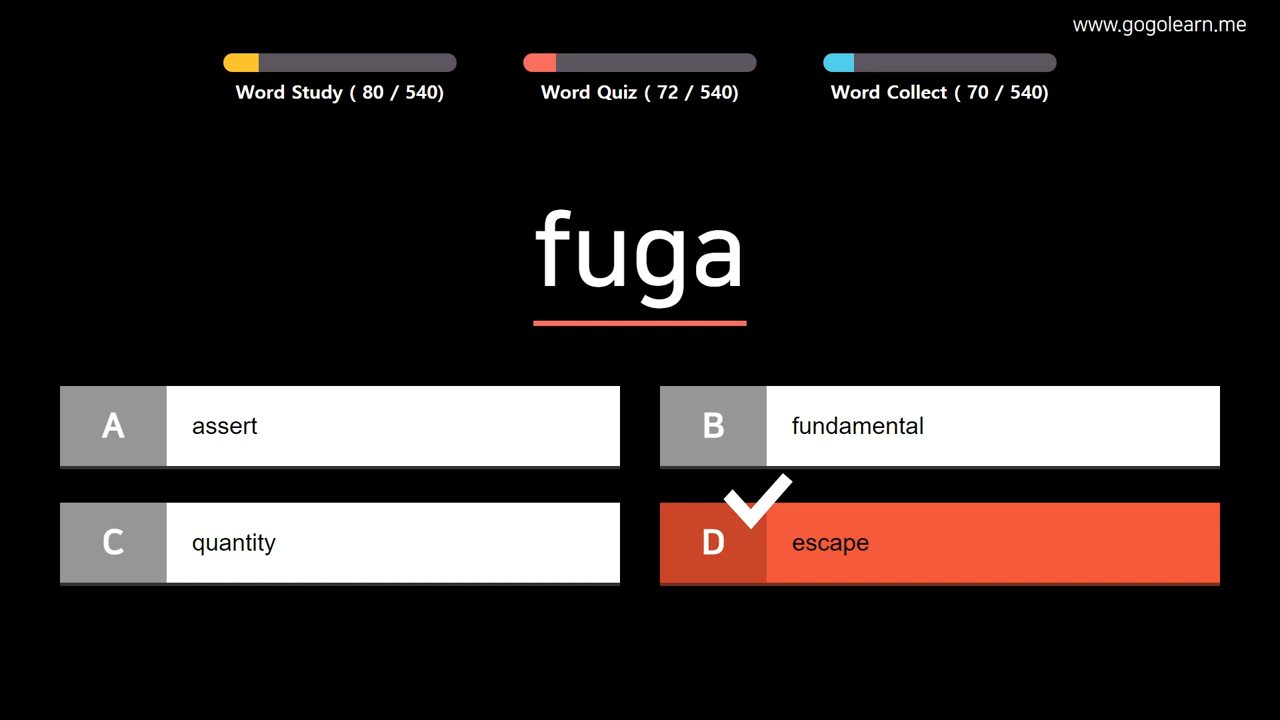 www.gogolearn.me
Word Study ( 80 / 540)
Word Quiz ( 72 / 540)
Word Collect ( 70 / 540)
fuga
A assert
B fundamental
C quantity
D escape